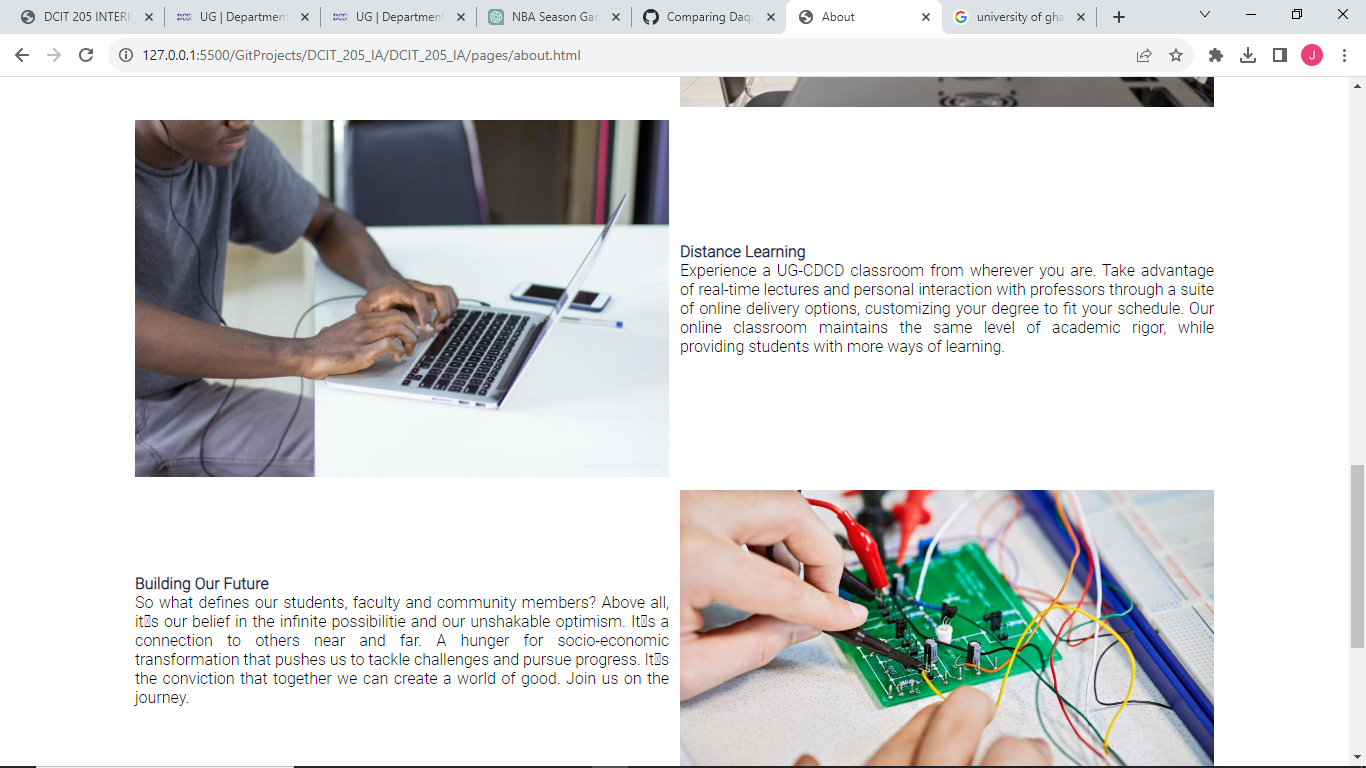 DCIT 205 INTERI
UG | Department
UG | Department
NBA Season Gar
Comparing Daqu
About
university of gha
127.0.0.1:5500/GitProjects/DCIT_205_IA/DCIT_205_IA/pages/about.html
J
Distance Learning
Experience a UG-CDCD classroom from wherever you are. Take advantage
of real-time lectures and personal interaction with professors through a suite
of online delivery options, customizing your degree to fit your schedule. Our
online classroom maintains the same level of academic rigor, while
providing students with more ways of learning.
Building Our Future
So what defines our students, faculty and community members? Above all,
it▯s our belief in the infinite possibilitie and our unshakable optimism. It▯s a
connection to others near and far. A hunger for socio-economic
transformation that pushes us to tackle challenges and pursue progress. It▯s
the conviction that together we can create a world of good. Join us on the
journey.